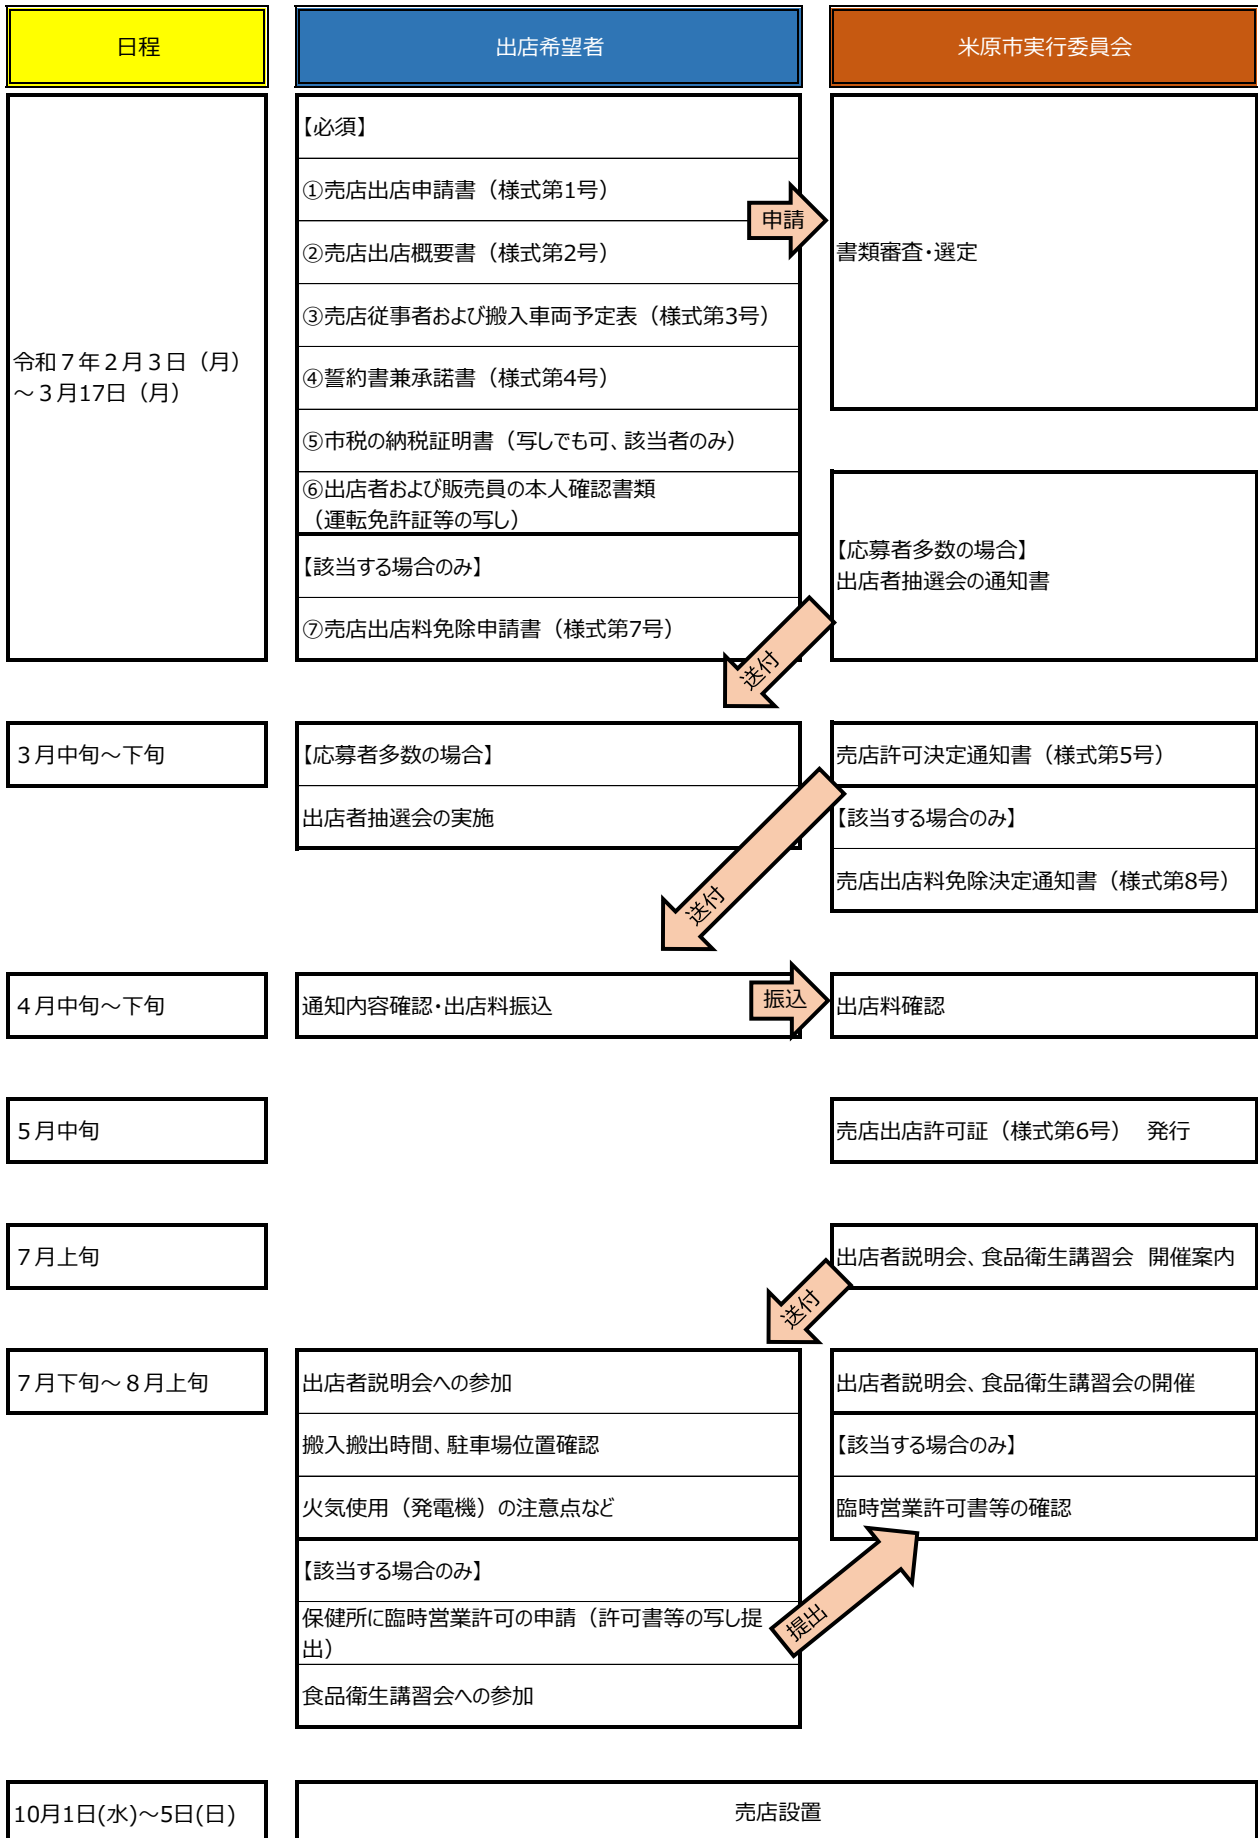 日程
出店希望者
米原市実行委員会
令和７年２月３日（月）
～３月17日（月）
【必須】
①売店出店申請書（様式第1号）
②売店出店概要書（様式第2号）
③売店従事者および搬入車両予定表（様式第3号）
④誓約書兼承諾書（様式第4号）
⑤市税の納税証明書（写しでも可、該当者のみ）
⑥出店者および販売員の本人確認書類
（運転免許証等の写し）
【該当する場合のみ】
⑦売店出店料免除申請書（様式第7号）
申請
書類審査・選定
【応募者多数の場合】
出店者抽選会の通知書
送付
３月中旬～下旬
【応募者多数の場合】
出店者抽選会の実施
売店許可決定通知書（様式第5号）
【該当する場合のみ】
売店出店料免除決定通知書（様式第8号）
送付
４月中旬～下旬
通知内容確認・出店料振込
振込
出店料確認
５月中旬
売店出店許可証（様式第6号）　発行
７月上旬
出店者説明会、食品衛生講習会　開催案内
送付
７月下旬～８月上旬
出店者説明会への参加
搬入搬出時間、駐車場位置確認
火気使用（発電機）の注意点など
【該当する場合のみ】
保健所に臨時営業許可の申請（許可書等の写し提
出）
食品衛生講習会への参加
提出
出店者説明会、食品衛生講習会の開催
【該当する場合のみ】
臨時営業許可書等の確認
10月1日(水)～5日(日)
売店設置